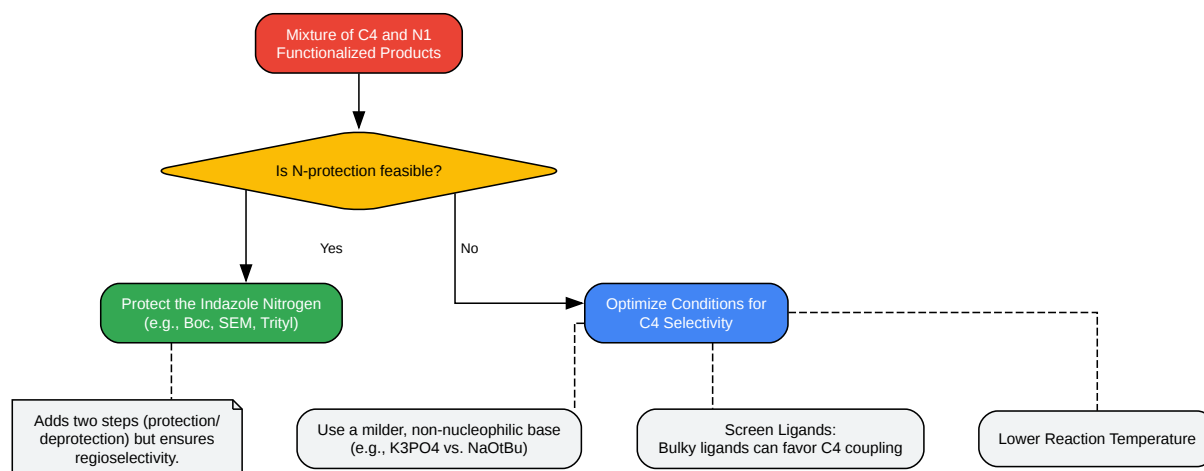 Mixture of C4 and N1
Functionalized Products
Is N-protection feasible?
Yes
No
Protect the Indazole Nitrogen
(e.g., Boc, SEM, Trityl)
Optimize Conditions for
C4 Selectivity
Adds two steps (protection/
deprotection) but ensures
regioselectivity.
Use a milder, non-nucleophilic base
(e.g., K3PO4 vs. NaOtBu)
Screen Ligands:
Bulky ligands can favor C4 coupling
Lower Reaction Temperature